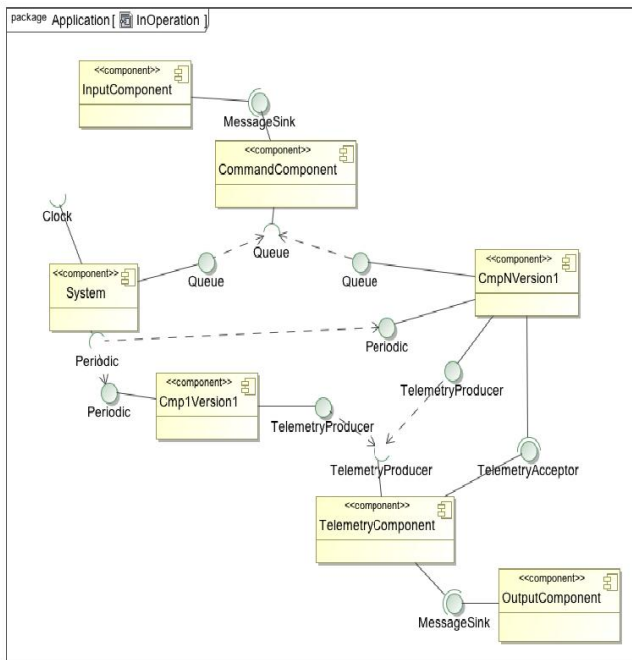 package Application [ InOperation ]
<<component>>
InputComponent
MessageSink
<<component>>
CommandComponent
Clock
Queue
<<component>>
System
Queue
Queue
<<component>>
CmpNVersion1
Periodic
Periodic
Periodic
<<component>>
Cmp1Version1
TelemetryProducer
TelemetryProducer
TelemetryProducer
TelemetryAcceptor
<<component>>
TelemetryComponent
<<component>>
OutputComponent
MessageSink